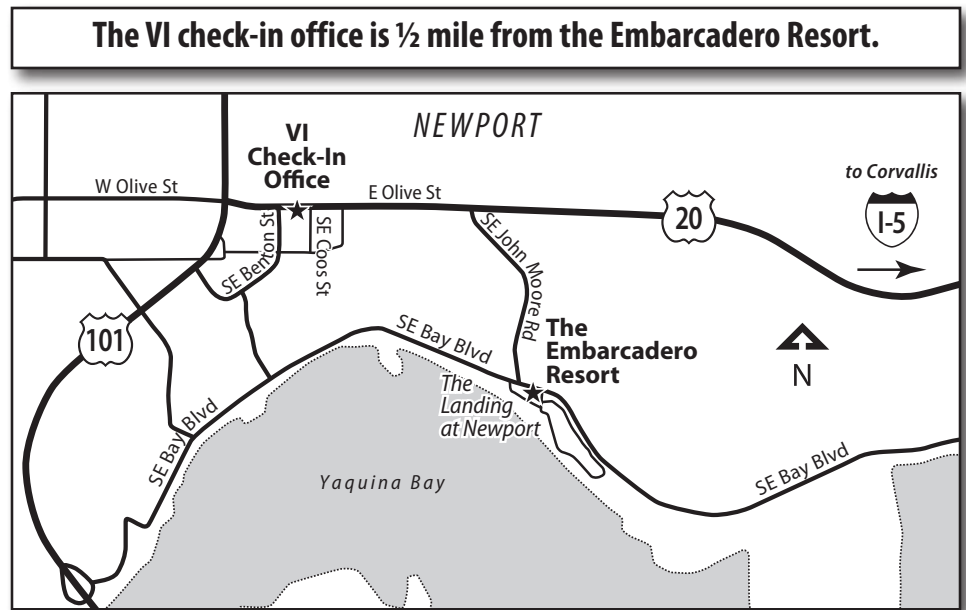 The VI check-in office is ½ mile from the Embarcadero Resort.
NEWPORT
VI
Check-In
Office
to Corvallis
W Olive St
E Olive St
20
I-5
SE Benton St
SE Coos St
SE John Moore Rd
101
SE Bay Blvd
The
Embarcadero
Resort
N
The
Landing
at Newport
SE Bay Blvd
SE Bay Blvd
Yaquina Bay